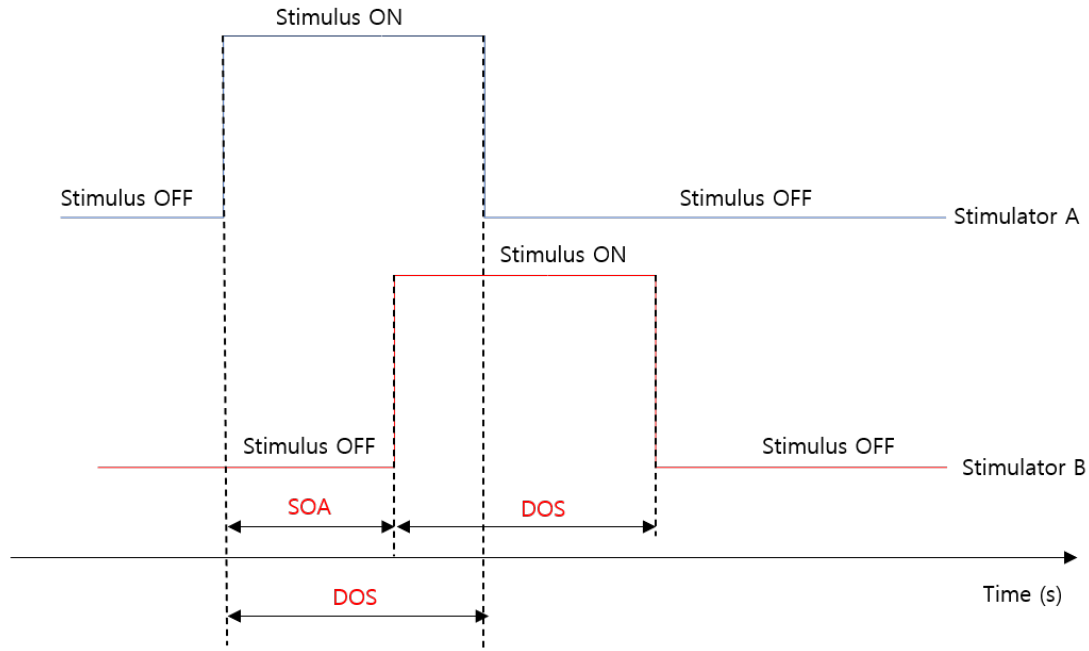 Stimulus ON
Stimulus OFF
Stimulus OFF
Stimulator A
Stimulus ON
Stimulus OFF
Stimulus OFF
Stimulator B
SOA
DOS
Time (s)
DOS